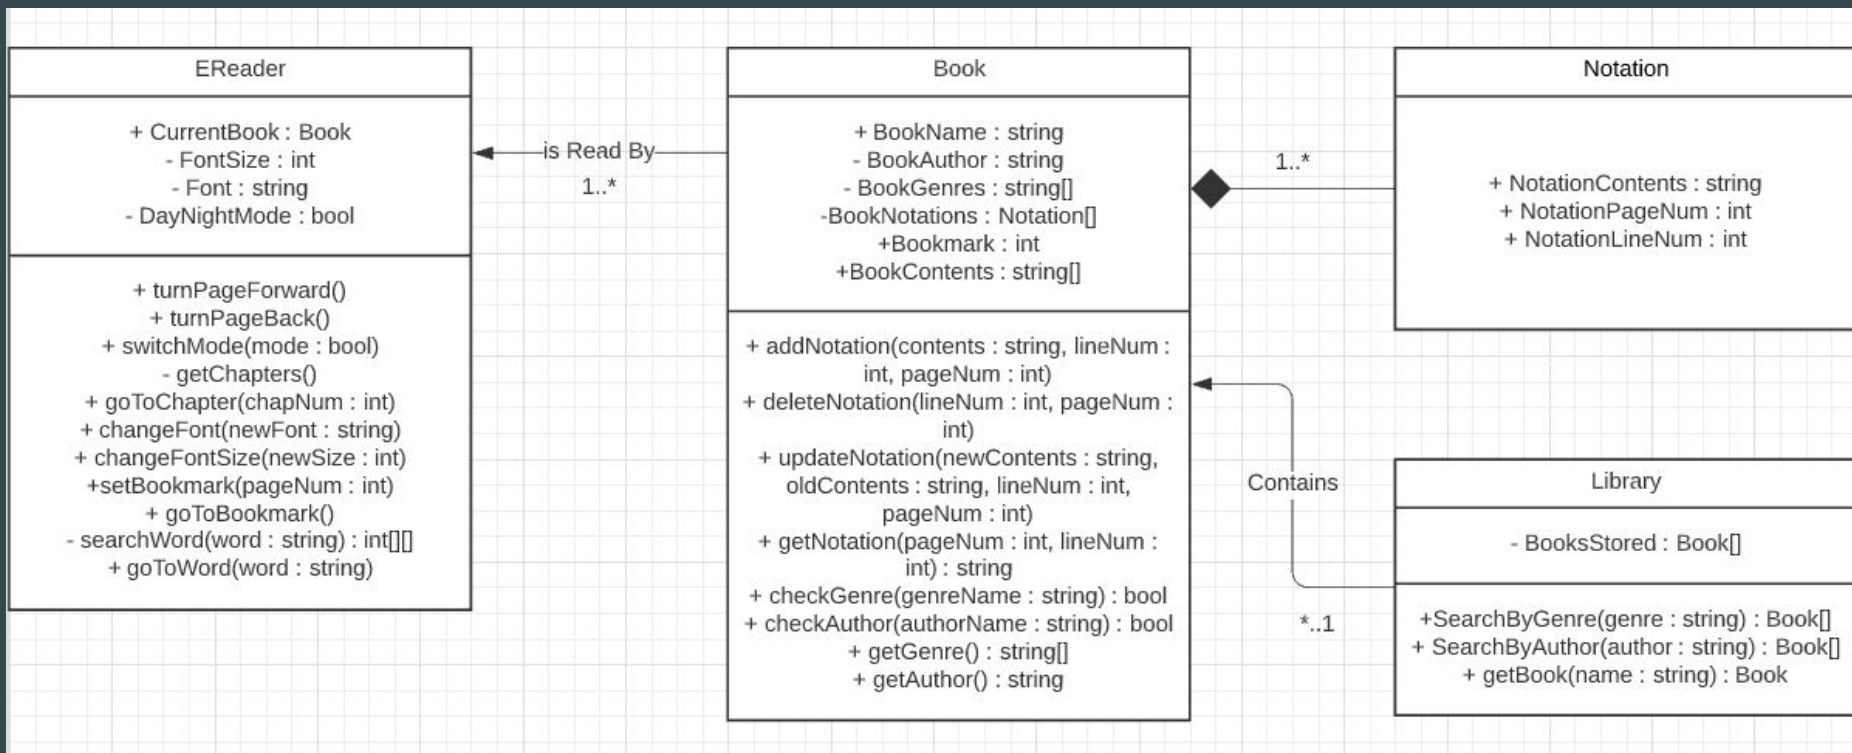 EReader
+ CurrentBook : Book
- FontSize : int
- Font : string
- DayNightMode : bool
+ turnPageForward()
+ turnPageBack()
+ switchMode(mode : bool)
- getChapters()
+ goToChapter(chapNum : int)
+ changeFont(newFont : string)
+ changeFontSize(newSize : int)
+setBookmark(pageNum : int)
+ goToBookmark()
- searchWord(word : string) : int[][]
+ goToWord(word : string)
is Read By
1..*
Book
+ BookName : string
- BookAuthor : string
- BookGenres : string[]
-BookNotations : Notation[]
+Bookmark : int
+BookContents : string[]
+ addNotation(contents : string, lineNum :
int, pageNum : int)
+ deleteNotation(lineNum : int, pageNum :
int)
+ updateNotation(newContents : string,
oldContents : string, lineNum : int,
pageNum : int)
+ getNotation(pageNum : int, lineNum :
int) : string
+ checkGenre(genreName : string) : bool
+ checkAuthor(authorName : string) : bool
+ getGenre() : string[]
+ getAuthor() : string
1..*
Notation
+ NotationContents : string
+ NotationPageNum : int
+ NotationLineNum : int
Contains
*..1
Library
- BooksStored : Book[]
+SearchByGenre(genre : string) : Book[]
+ SearchByAuthor(author : string) : Book[]
+ getBook(name : string) : Book